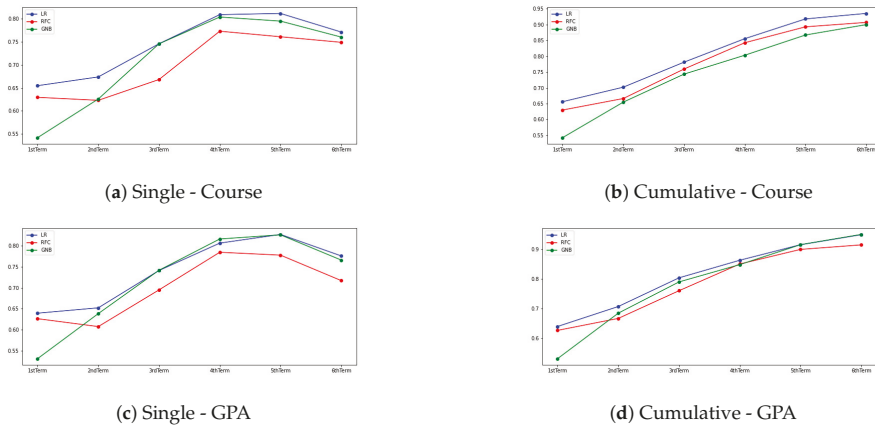 LR
RFC
GNB
0.80
0.75
0.70
0.65
0.60
0.55
1stTerm 2ndTerm 3rdTerm 4thTerm 5thTerm 6thTerm
(a) Single - Course
LR
RFC
GNB
0.95
0.90
0.85
0.80
0.75
0.70
0.65
0.60
0.55
1stTerm 2ndTerm 3rdTerm 4thTerm 5thTerm 6thTerm
(b) Cumulative - Course
LR
RFC
GNB
0.80
0.75
0.70
0.65
0.60
0.55
1stTerm 2ndTerm 3rdTerm 4thTerm 5thTerm 6thTerm
(c) Single - GPA
LR
RFC
GNB
0.9
0.8
0.7
0.6
1stTerm 2ndTerm 3rdTerm 4thTerm 5thTerm 6thTerm
(d) Cumulative - GPA